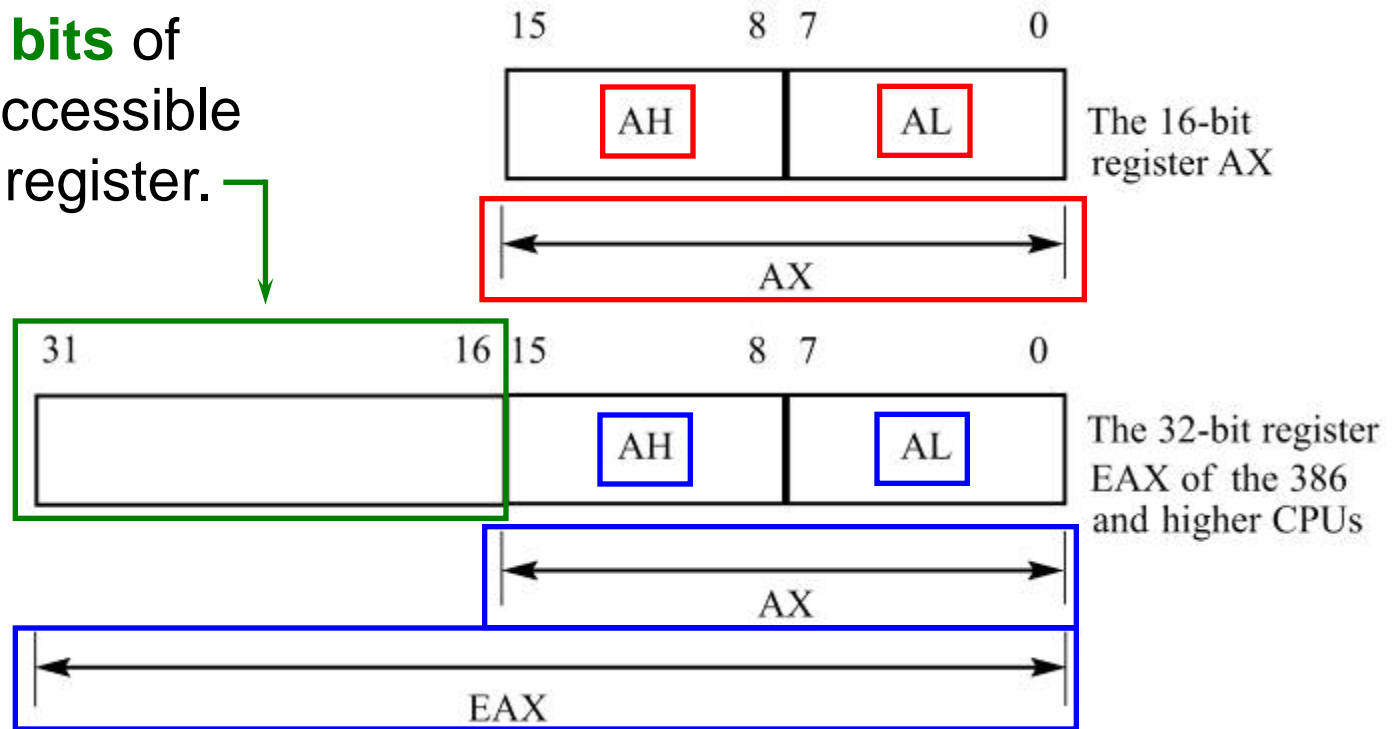 bits of
ccessible
register.
15 8 7 0
AH AL
The 16-bit
register AX
AX
31 16 15 8 7 0
AH AL
The 32-bit register
EAX of the 386
and higher CPUs
AX
EAX